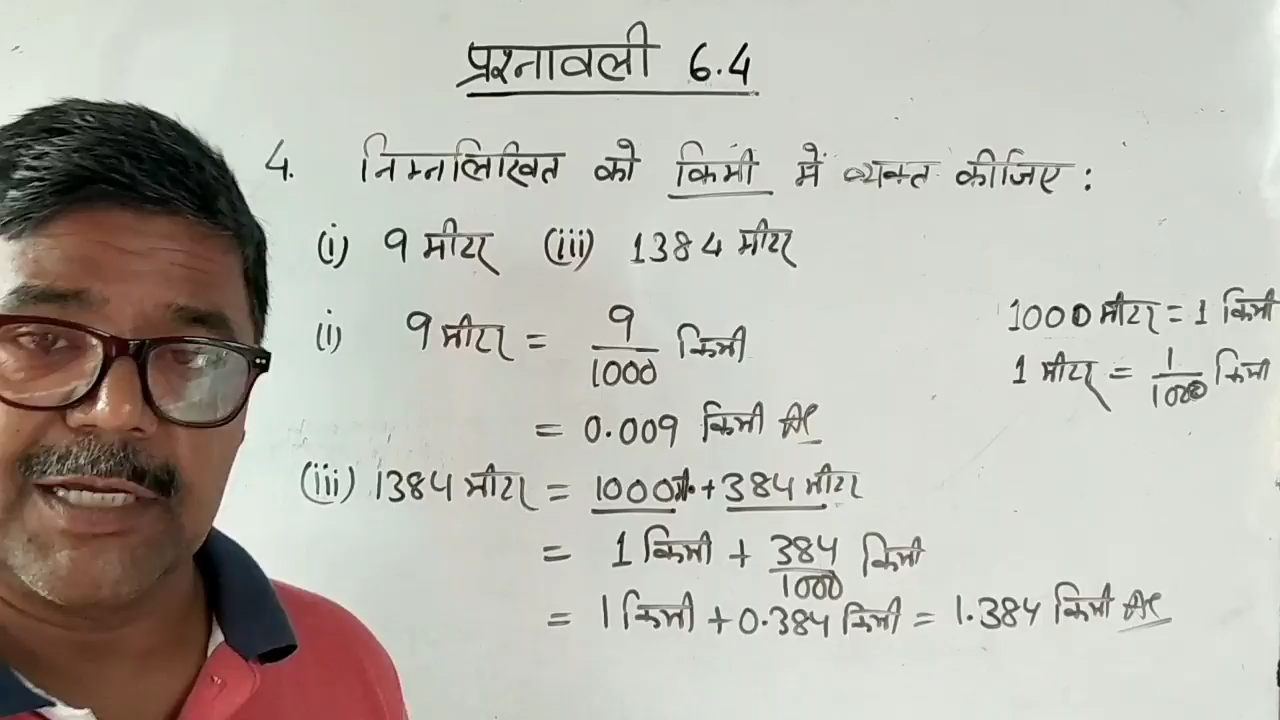 प्रश्नावली 6.4
4. निम्नलिखित को किमी में व्यक्त कीजिए :
(i) 9 मीटर (iii) 1384 मीटर
(i) 9 मीटर = 9/1000 किमी
= 0.009 किमी
1000 मीटर = 1 किमी
1 मीटर = 1/1000 किमी
(iii) 1384 मीटर = 1000 मी. + 384 मीटर
= 1 किमी + 384/1000 किमी
= 1 किमी + 0.384 किमी = 1.384 किमी